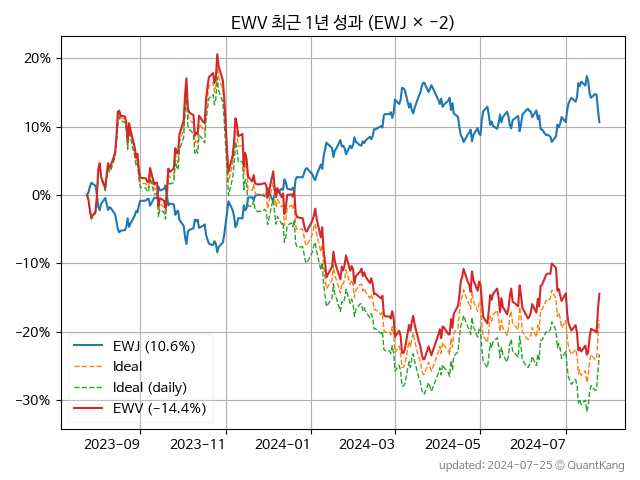 EWV 최근 1년 성과 (EWJ × -2)
20%
10%
0%
−10%
−20%
−30%
EWJ (10.6%)
Ideal
Ideal (daily)
EWV (-14.4%)
2023-09 2023-11 2024-01 2024-03 2024-05 2024-07
updated: 2024-07-25 ⓒ QuantKang